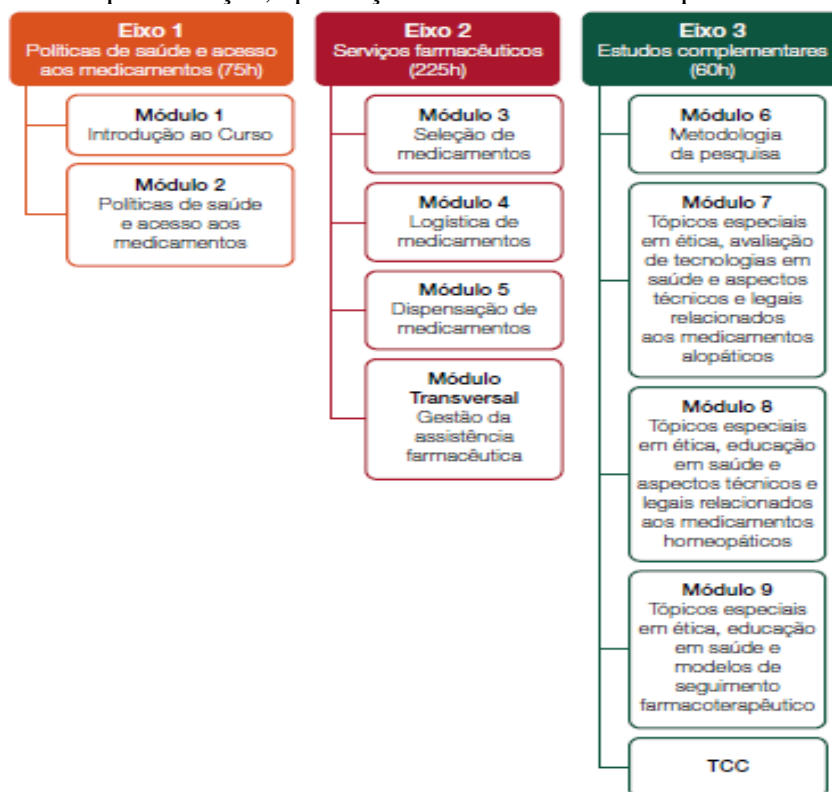 Eixo 1
Políticas de saúde e acesso
aos medicamentos (75h)
Módulo 1
Introdução ao Curso
Módulo 2
Políticas de saúde
e acesso aos
medicamentos
Eixo 2
Serviços farmacêuticos
(225h)
Módulo 3
Seleção de
medicamentos
Módulo 4
Logística de
medicamentos
Módulo 5
Dispensação de
medicamentos
Módulo
Transversal
Gestão da
assistência
farmacêutica
Eixo 3
Estudos complementares
(60h)
Módulo 6
Metodologia
da pesquisa
Módulo 7
Tópicos especiais
em ética, avaliação
de tecnologias em
saúde e aspectos
técnicos e legais
relacionados
aos medicamentos
alopáticos
Módulo 8
Tópicos especiais
em ética, educação
em saúde e
aspectos técnicos e
legais relacionados
aos medicamentos
homeopáticos
Módulo 9
Tópicos especiais
em ética, educação
em saúde e
modelos de
seguimento
farmacoterapêutico
TCC